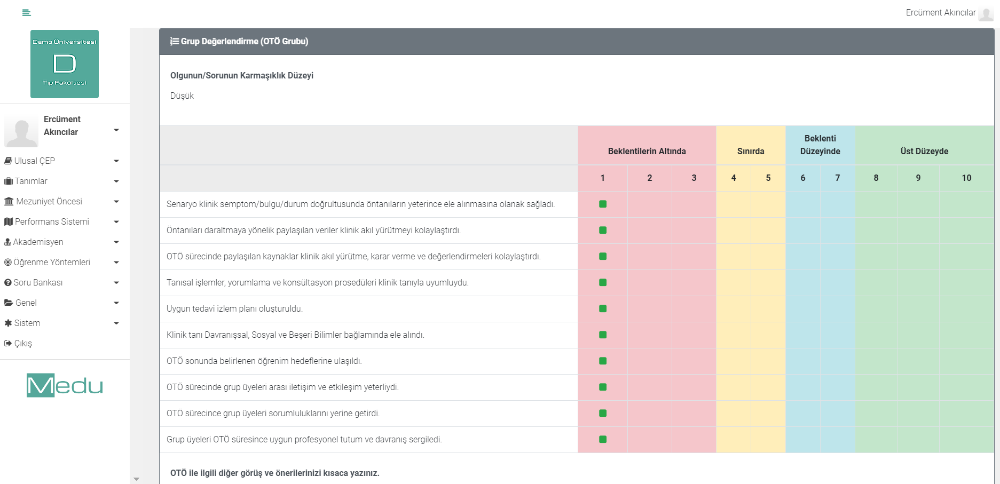 Ercüment Akıncılar
Demo Üniversitesi
D
Tıp Fakültesi
Ercüment
Akıncılar
Ulusal ÇEP
Tanımlar
Mezuniyet Öncesi
Performans Sistemi
Akademisyen
Öğrenme Yöntemleri
Soru Bankası
Genel
Sistem
Çıkış
Medu
Grup Değerlendirme (OTÖ Grubu)
Olgunun/Sorunun Karmaşıklık Düzeyi
Düşük
Beklentilerin Altında
Sınırda
Beklenti
Düzeyinde
Üst Düzeyde
1 2 3 4 5 6 7 8 9 10
Senaryo klinik semptom/bulgu/durum doğrultusunda öntanıların yeterince ele alınmasına olanak sağladı.
Öntanıları daraltmaya yönelik paylaşılan veriler klinik akıl yürütmeyi kolaylaştırdı.
OTÖ sürecinde paylaşılan kaynaklar klinik akıl yürütme, karar verme ve değerlendirmeleri kolaylaştırdı.
Tanısal işlemler, yorumlama ve konsültasyon prosedüleri klinik tanıyla uyumluydu.
Uygun tedavi izlem planı oluşturuldu.
Klinik tanı Davranışsal, Sosyal ve Beşeri Bilimler bağlamında ele alındı.
OTÖ sonunda belirlenen öğrenim hedeflerine ulaşıldı.
OTÖ sürecinde grup üyeleri arası iletişim ve etkileşim yeterliydi.
OTÖ sürecince grup üyeleri sorumluluklarını yerine getirdi.
Grup üyeleri OTÖ süresince uygun profesyonel tutum ve davranış sergiledi.
OTÖ ile ilgili diğer görüş ve önerilerinizi kısaca yazınız.